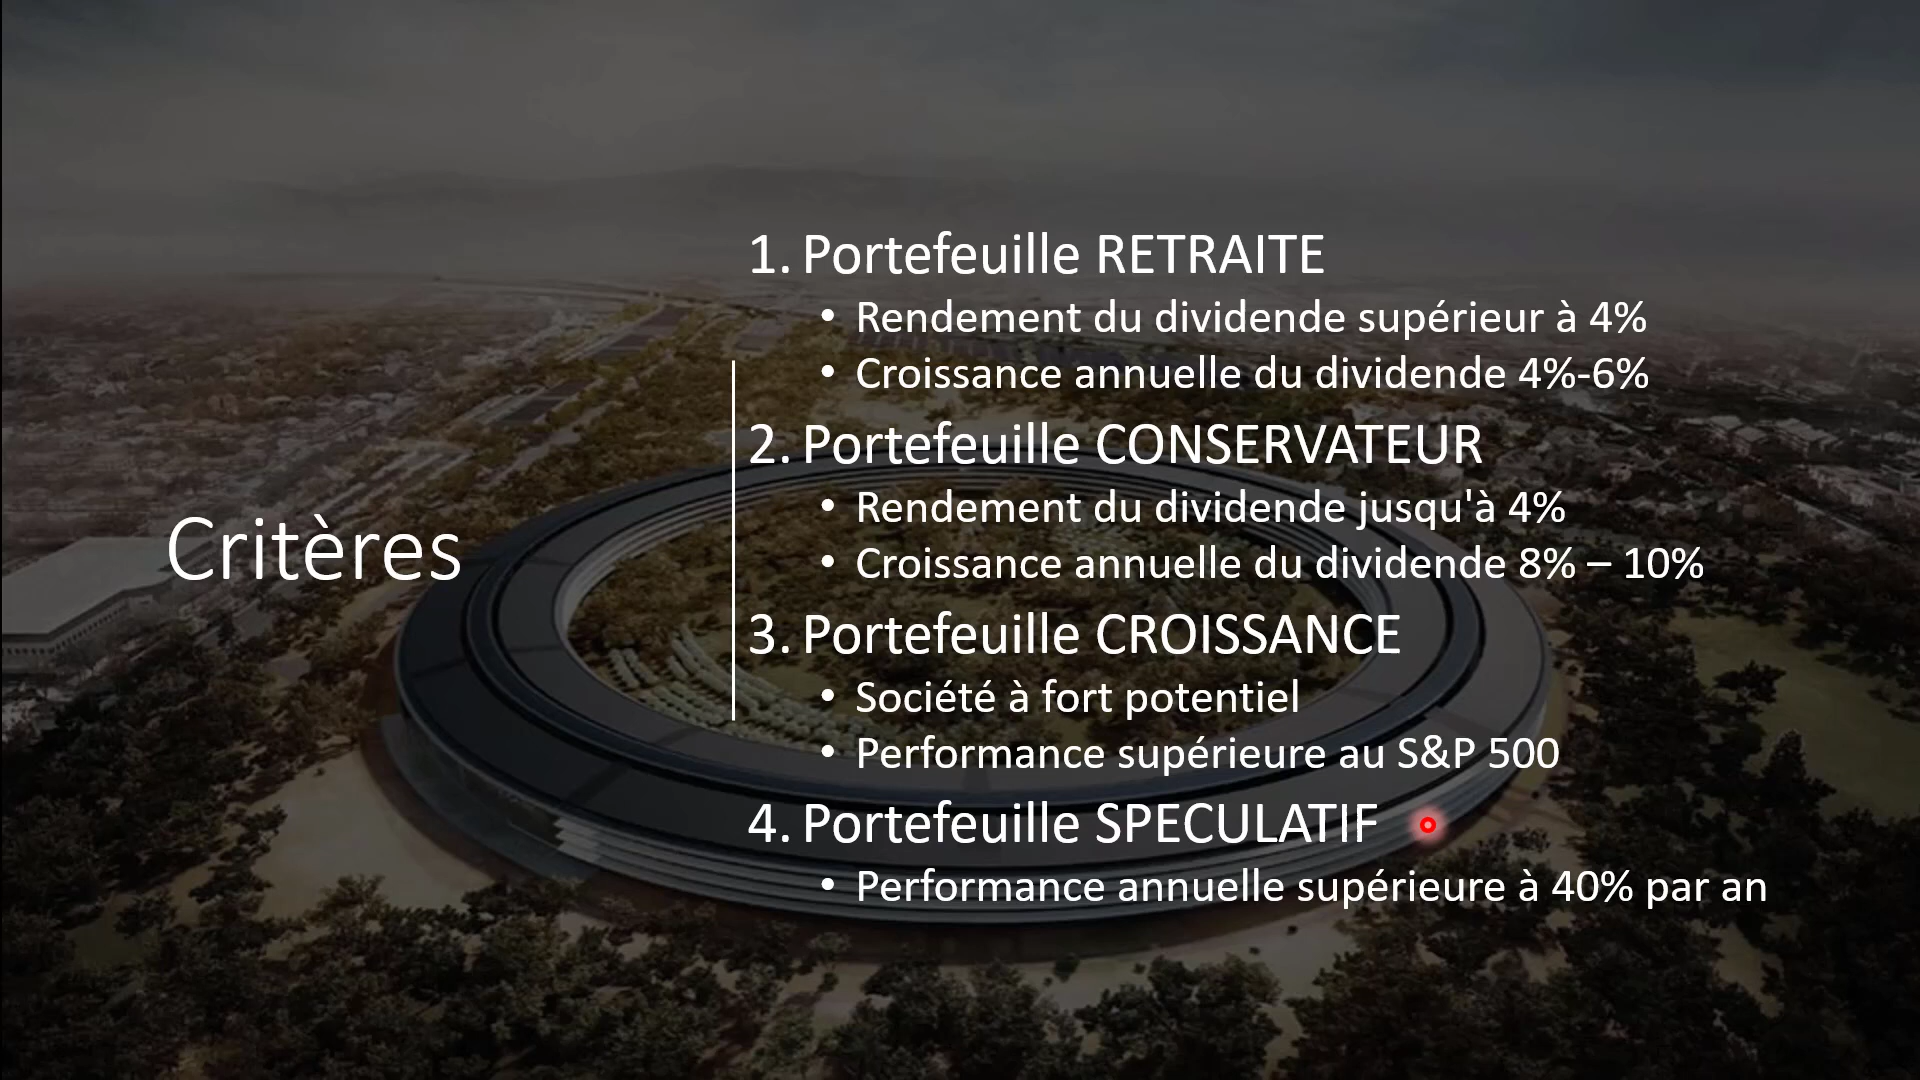 Critères
1. Portefeuille RETRAITE
• Rendement du dividende supérieur à 4%
• Croissance annuelle du dividende 4%-6%
2. Portefeuille CONSERVATEUR
• Rendement du dividende jusqu'à 4%
• Croissance annuelle du dividende 8% – 10%
3. Portefeuille CROISSANCE
• Société à fort potentiel
• Performance supérieure au S&P 500
4. Portefeuille SPECULATIF
• Performance annuelle supérieure à 40% par an